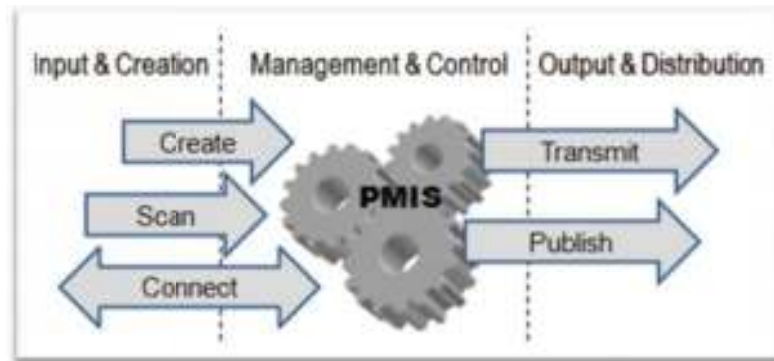 Input & Creation
Management & Control
Output & Distribution
Create
Transmit
Scan
PMIS
Publish
Connect